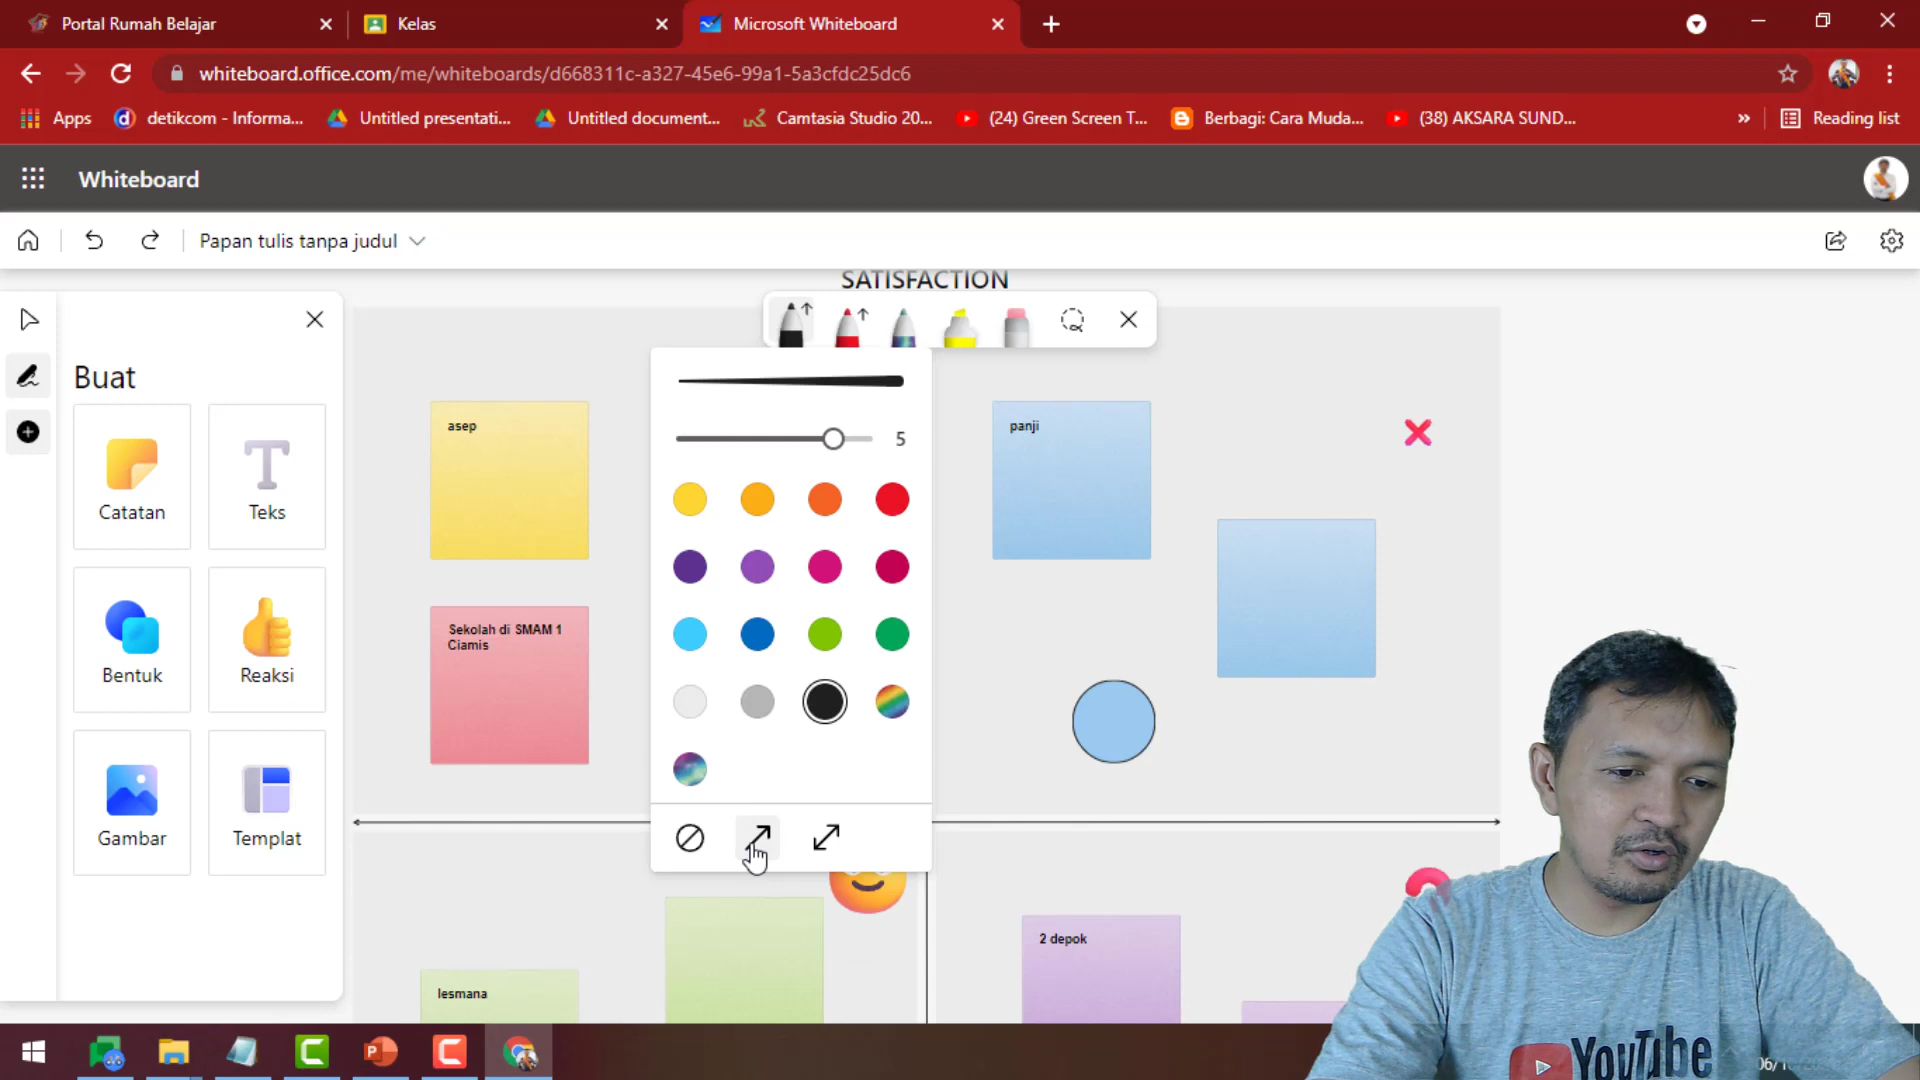 Portal Rumah Belajar
Kelas
Microsoft Whiteboard
whiteboard.office.com/me/whiteboards/d668311c-a327-45e6-99a1-5a3cfdc25dc6
Apps
detikcom - Informa...
Untitled presentati...
Untitled document...
Camtasia Studio 20...
(24) Green Screen T...
Berbagi: Cara Muda...
(38) AKSARA SUND...
»
Reading list
Whiteboard
Papan tulis tanpa judul
SATISFACTION
Buat
Catatan
Teks
Bentuk
Reaksi
Gambar
Templat
5
asep
panji
Sekolah di SMAM 1
Ciamis
lesmana
2 depok
YouTube